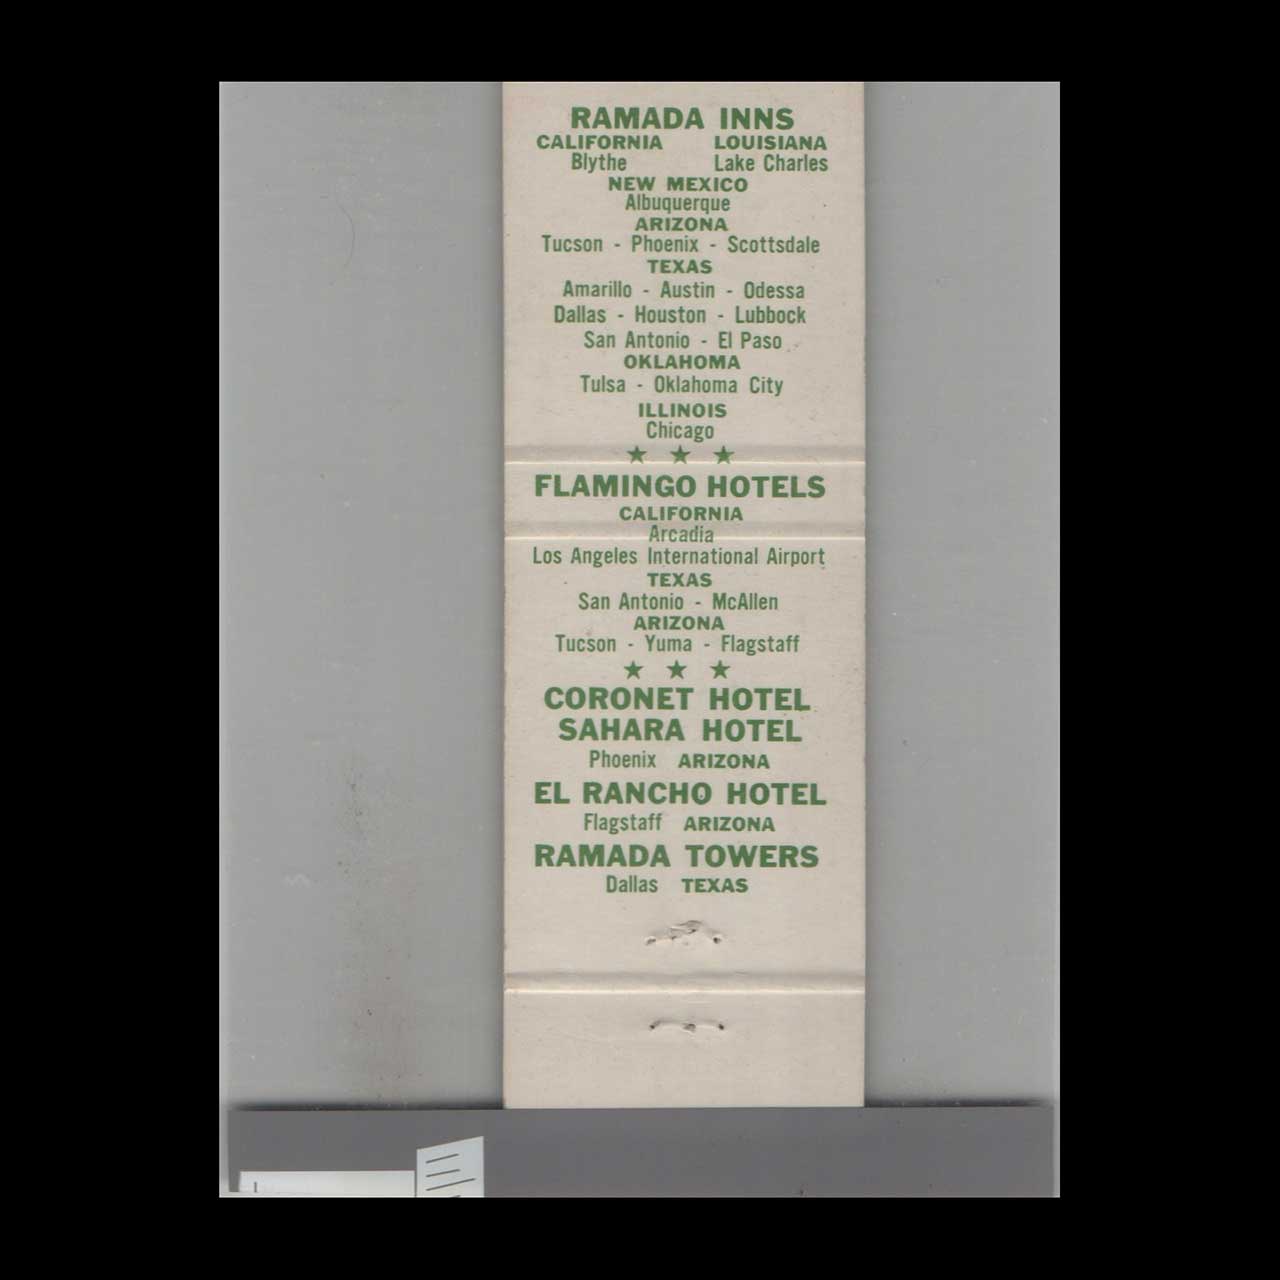 RAMADA INNS
CALIFORNIA LOUISIANA
Blythe Lake Charles
NEW MEXICO
Albuquerque
ARIZONA
Tucson - Phoenix - Scottsdale
TEXAS
Amarillo - Austin - Odessa
Dallas - Houston - Lubbock
San Antonio - El Paso
OKLAHOMA
Tulsa - Oklahoma City
ILLINOIS
Chicago
★ ★ ★
FLAMINGO HOTELS
CALIFORNIA
Arcadia
Los Angeles International Airport
TEXAS
San Antonio - McAllen
ARIZONA
Tucson - Yuma - Flagstaff
★ ★ ★
CORONET HOTEL
SAHARA HOTEL
Phoenix ARIZONA
EL RANCHO HOTEL
Flagstaff ARIZONA
RAMADA TOWERS
Dallas TEXAS